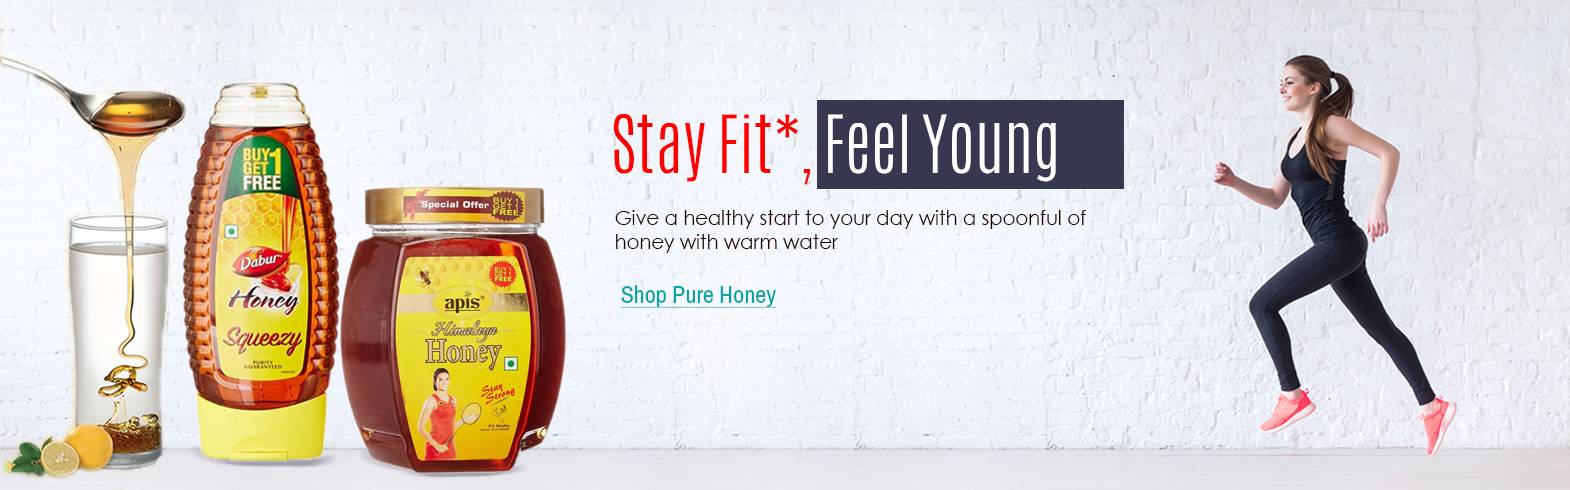 BUY 1
GET
FREE
Dabur
Honey
Squeezy
PURITY
GUARANTEED
Special Offer
BUY 1
GET 1
FREE
BUY 1
GET 1
FREE
apis®
Himalaya
Honey
Stay
Strong
Stay Fit*, Feel Young
Give a healthy start to your day with a spoonful of
honey with warm water
Shop Pure Honey